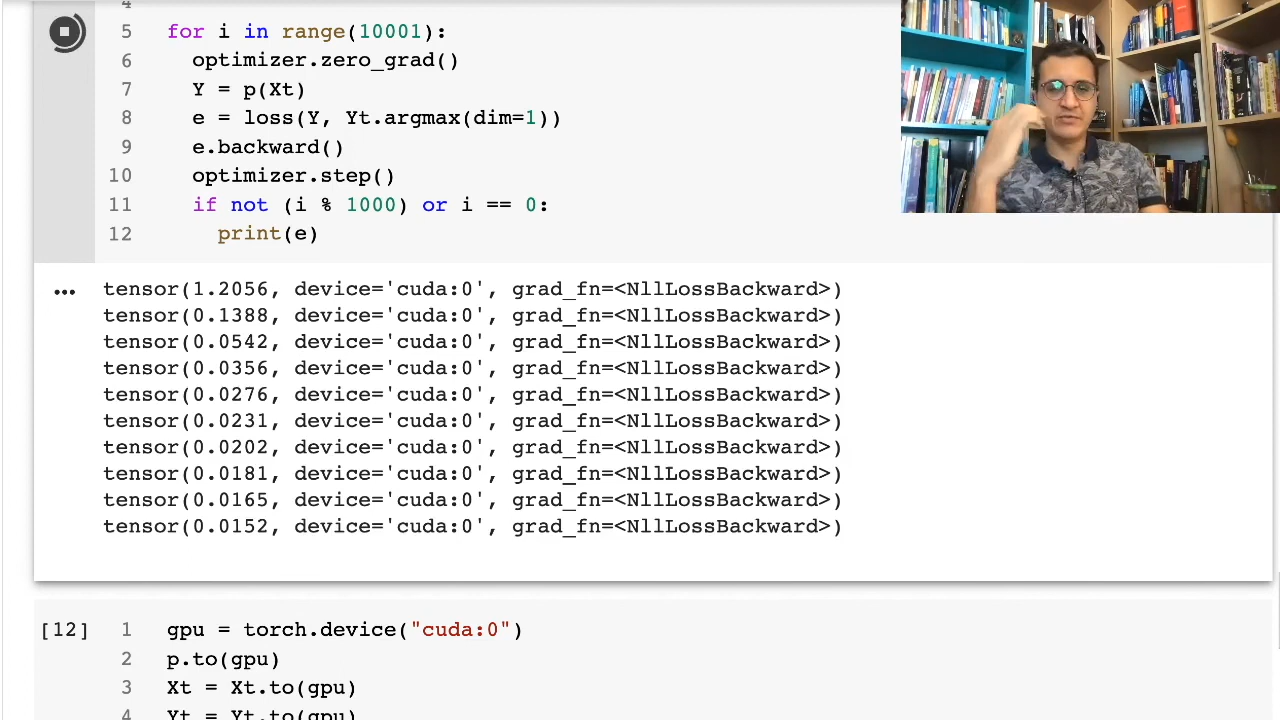 4
5 for i in range(10001):
6 optimizer.zero_grad()
7 Y = p(Xt)
8 e = loss(Y, Yt.argmax(dim=1))
9 e.backward()
10 optimizer.step()
11 if not (i % 1000) or i == 0:
12 print(e)
... tensor(1.2056, device='cuda:0', grad_fn=<NllLossBackward>)
tensor(0.1388, device='cuda:0', grad_fn=<NllLossBackward>)
tensor(0.0542, device='cuda:0', grad_fn=<NllLossBackward>)
tensor(0.0356, device='cuda:0', grad_fn=<NllLossBackward>)
tensor(0.0276, device='cuda:0', grad_fn=<NllLossBackward>)
tensor(0.0231, device='cuda:0', grad_fn=<NllLossBackward>)
tensor(0.0202, device='cuda:0', grad_fn=<NllLossBackward>)
tensor(0.0181, device='cuda:0', grad_fn=<NllLossBackward>)
tensor(0.0165, device='cuda:0', grad_fn=<NllLossBackward>)
tensor(0.0152, device='cuda:0', grad_fn=<NllLossBackward>)
[12] 1 gpu = torch.device("cuda:0")
2 p.to(gpu)
3 Xt = Xt.to(gpu)
4 Yt = Yt.to(gpu)